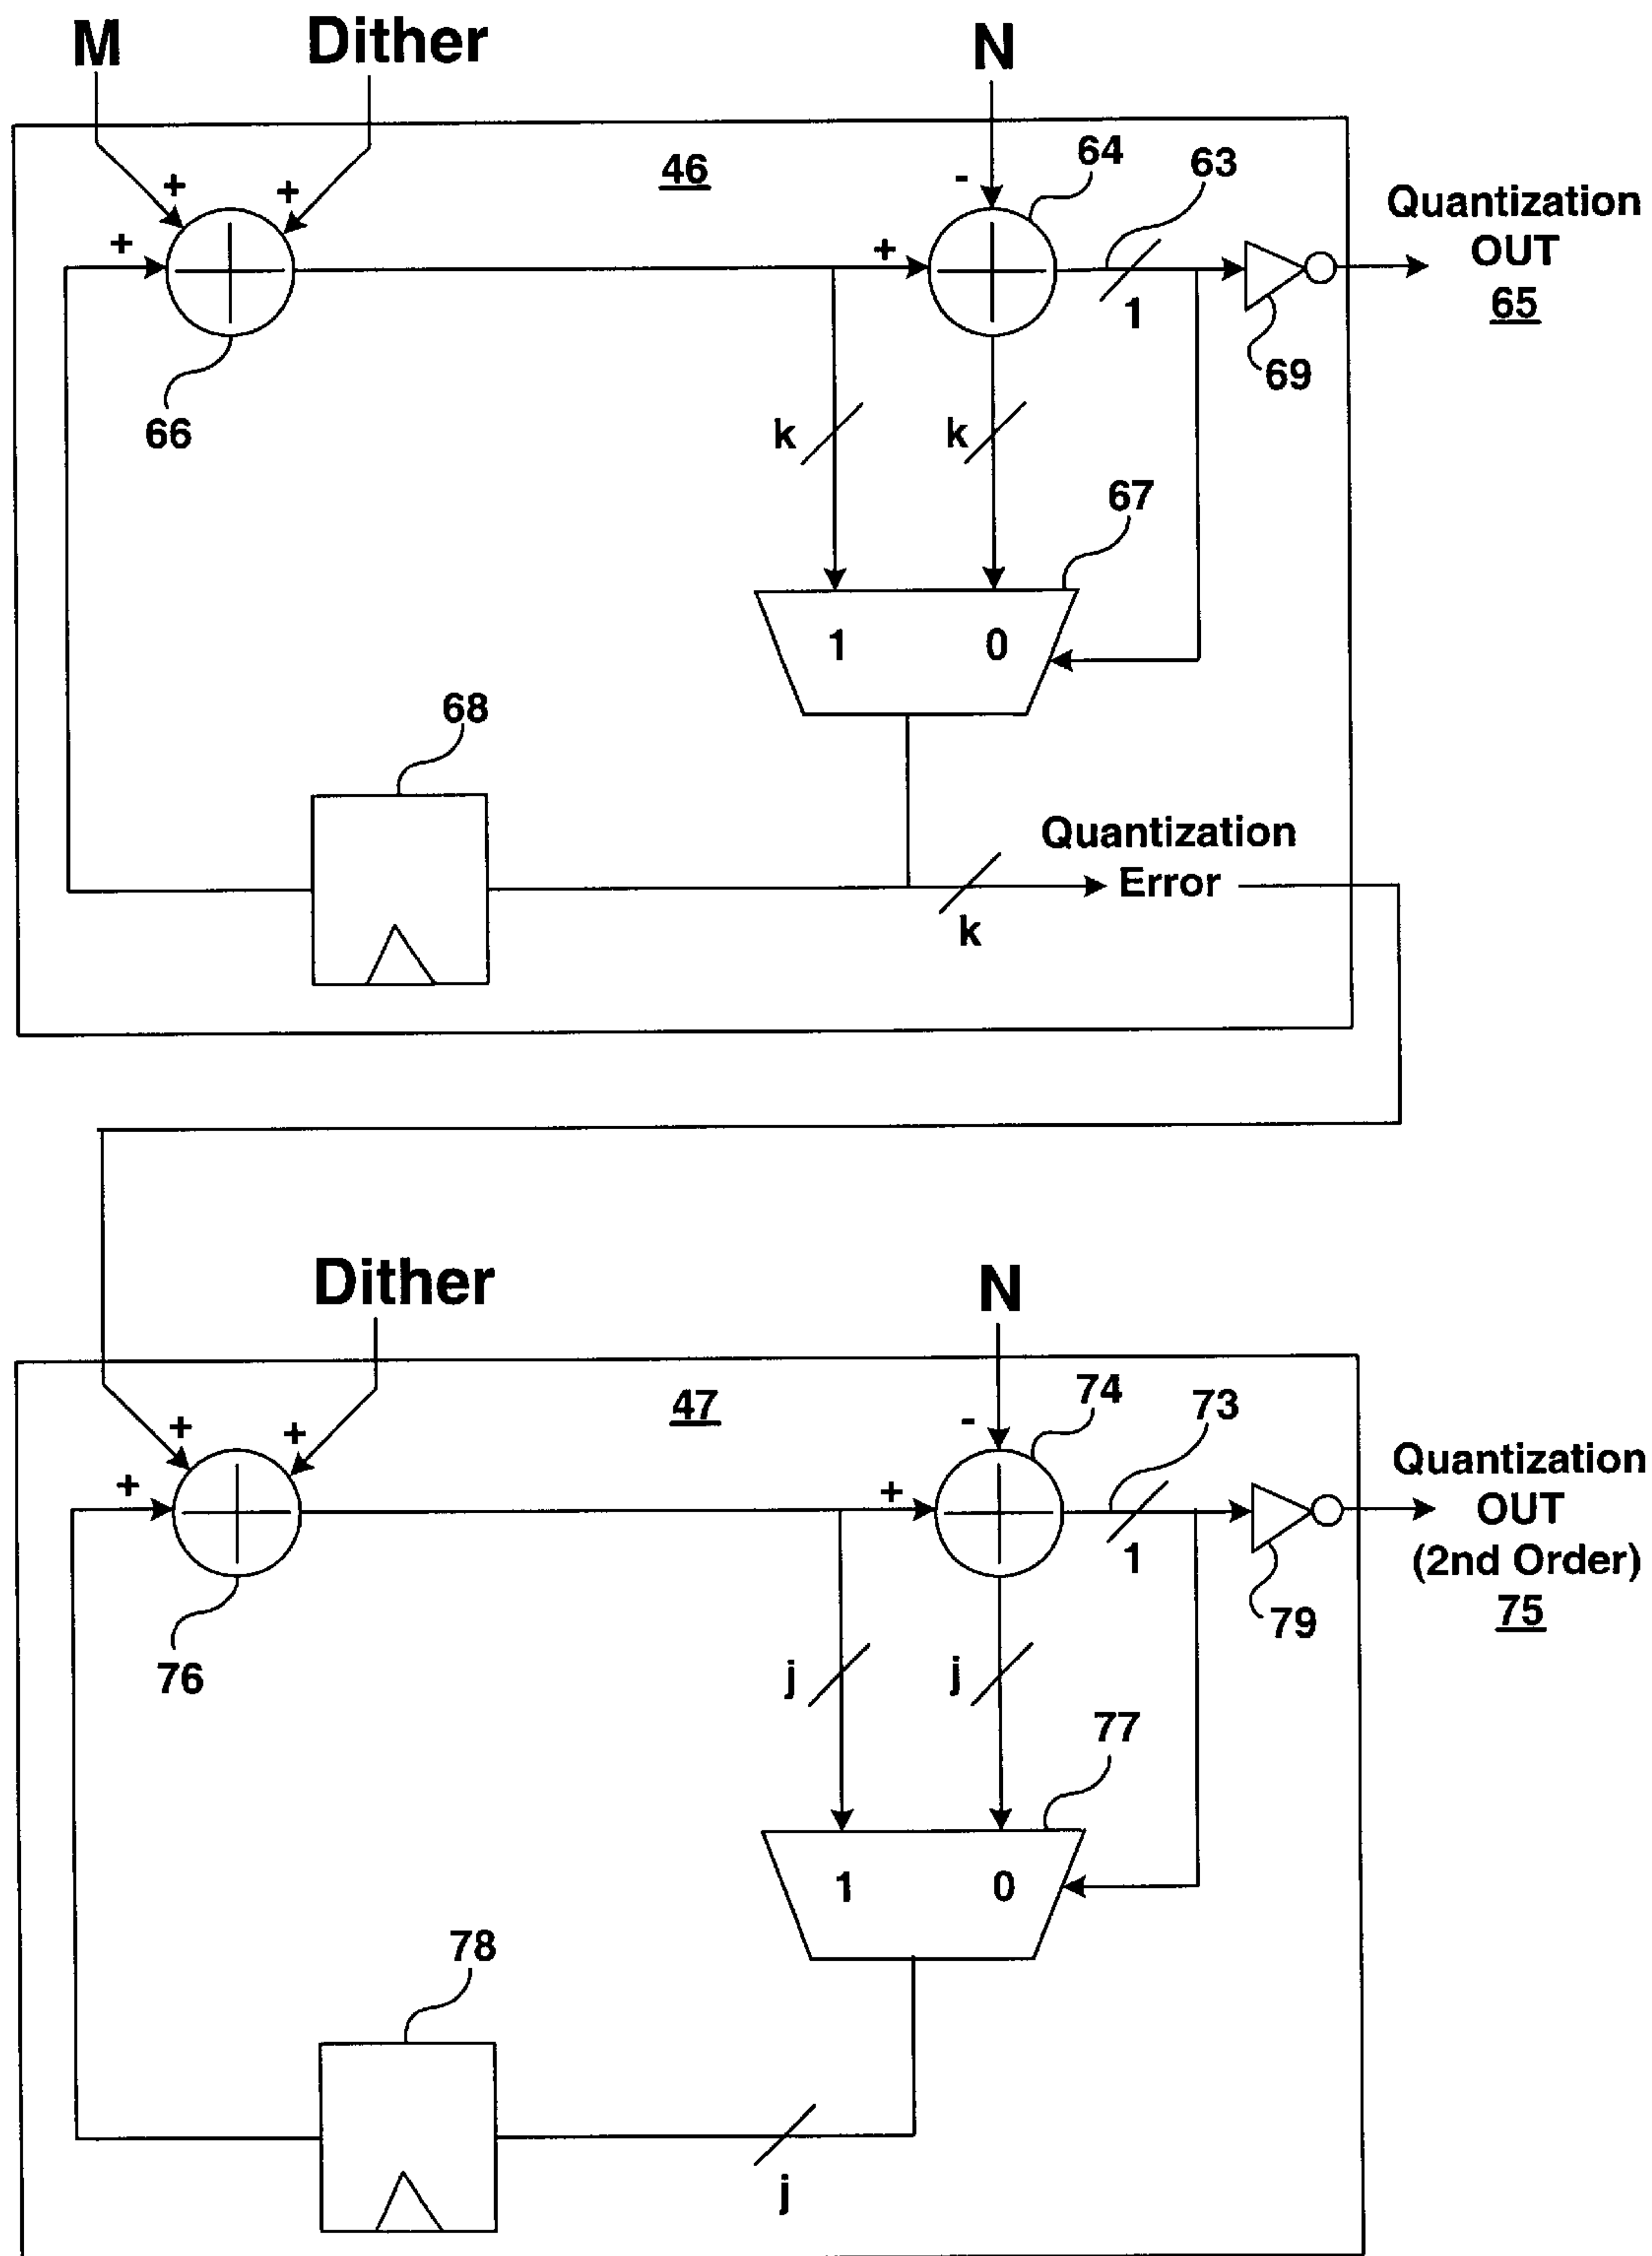 M Dither N
46
64
63
- 
+ +
+ +
Quantization
OUT
65
1
69
66
k k
67
1 0
68
Quantization
Error
k
Dither N
47
74
73
-
+ +
+ +
Quantization
OUT
(2nd Order)
75
1
79
76
j j
77
1 0
78
j